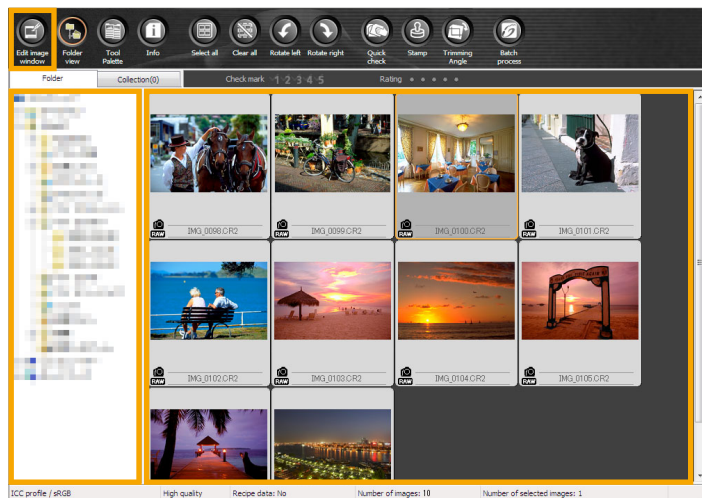 Edit image
window
Folder
view
Tool
Palette
Info
Select all
Clear all
Rotate left
Rotate right
Quick
check
Stamp
Trimming
Angle
Batch
process
Folder
Collection(0)
Check mark 1 2 3 4 5
Rating
RAW IMG_0098.CR2
RAW IMG_0099.CR2
RAW IMG_0100.CR2
RAW IMG_0101.CR2
RAW IMG_0102.CR2
RAW IMG_0103.CR2
RAW IMG_0104.CR2
RAW IMG_0105.CR2
ICC profile / sRGB
High quality
Recipe data: No
Number of images: 10
Number of selected images: 1